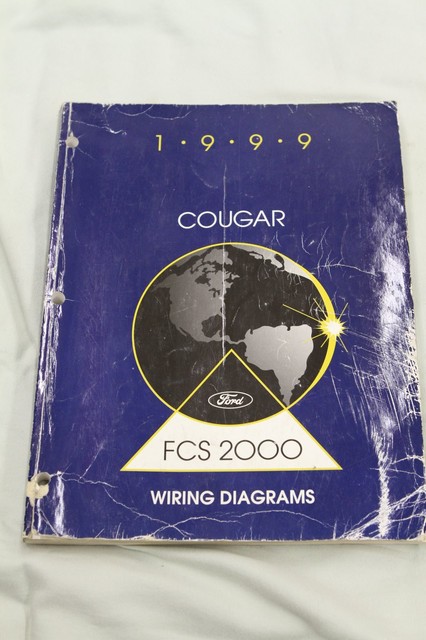 1·9·9·9
COUGAR
Ford
FCS 2000
WIRING DIAGRAMS